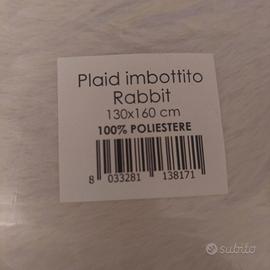 Plaid imbottito
Rabbit
130x160 cm
100% POLIESTERE
8 033281 138171
subito